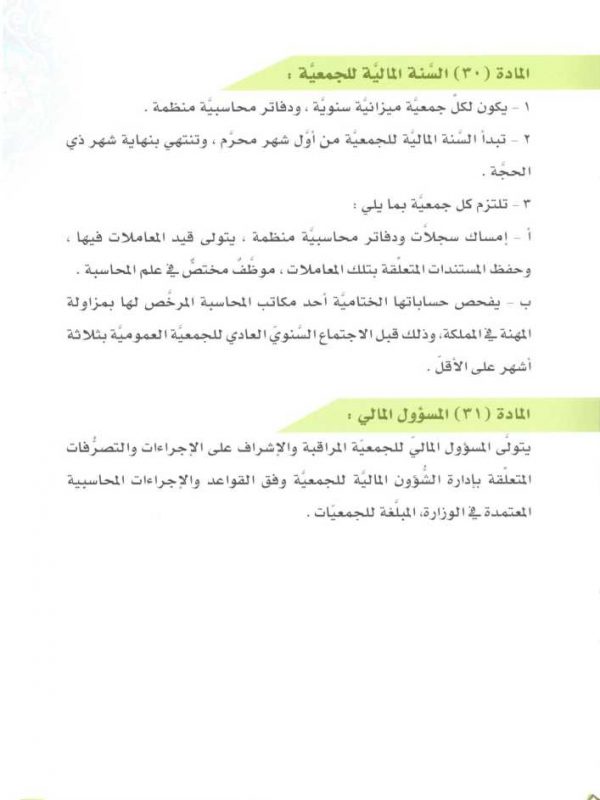 المادة (٣٠) السَّنة الماليَّة للجمعيَّة :
١ - يكون لكلِّ جمعيَّة ميزانيَّة سنويَّة ، ودفاتر محاسبيَّة منظمة .
٢ - تبدأ السَّنة الماليَّة للجمعية من أوَّل شهر محرَّم ، وتنتهي بنهاية شهر ذي
الحجَّة .
٣ - تلتزم كل جمعيَّة بما يلي :
أ - إمساك سجلاَّت ودفاتر محاسبيَّة منظمة ، يتولى قيد المعاملات فيها ،
وحفظ المستندات المتعلّقة بتلك المعاملات ، موظَّفٌ مختصٌّ في علم المحاسبة .
ب - يفحص حساباتها الختاميَّة أحد مكاتب المحاسبة المرخَّص لها بمزاولة
المهنة في المملكة، وذلك قبل الاجتماع السَّنويّ العادي للجمعيَّة العموميَّة بثلاثة
أشهر على الأقلّ .
المادة (٣١) المسؤول المالي :
يتولَّى المسؤول الماليّ للجمعيّة المراقبة والإشراف على الإجراءات والتصرُّفات
المتعلّقة بإدارة الشُّؤون الماليَّة للجمعيَّة وفق القواعد والإجراءات المحاسبية
المعتمدة في الوزارة، المبلَّغة للجمعيّات .